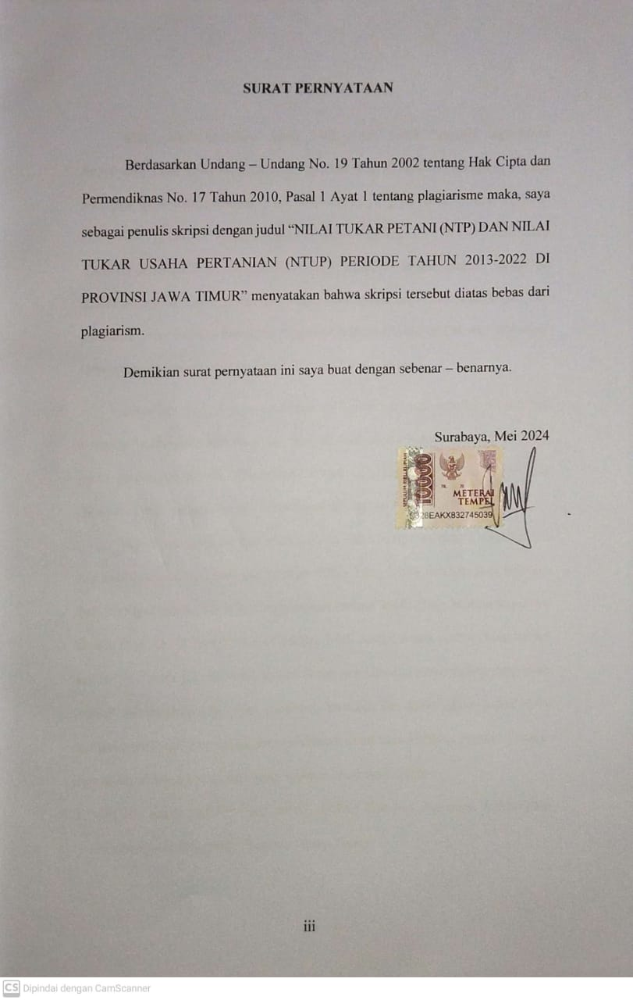 SURAT PERNYATAAN
Berdasarkan Undang – Undang No. 19 Tahun 2002 tentang Hak Cipta dan
Permendiknas No. 17 Tahun 2010, Pasal 1 Ayat 1 tentang plagiarisme maka, saya
sebagai penulis skripsi dengan judul “NILAI TUKAR PETANI (NTP) DAN NILAI
TUKAR USAHA PERTANIAN (NTUP) PERIODE TAHUN 2013-2022 DI
PROVINSI JAWA TIMUR” menyatakan bahwa skripsi tersebut diatas bebas dari
plagiarism.
Demikian surat pernyataan ini saya buat dengan sebenar – benarnya.
Surabaya, Mei 2024
10000
METERAI
TEMPEL
EAKX832745039
iii
CS Dipindai dengan CamScanner